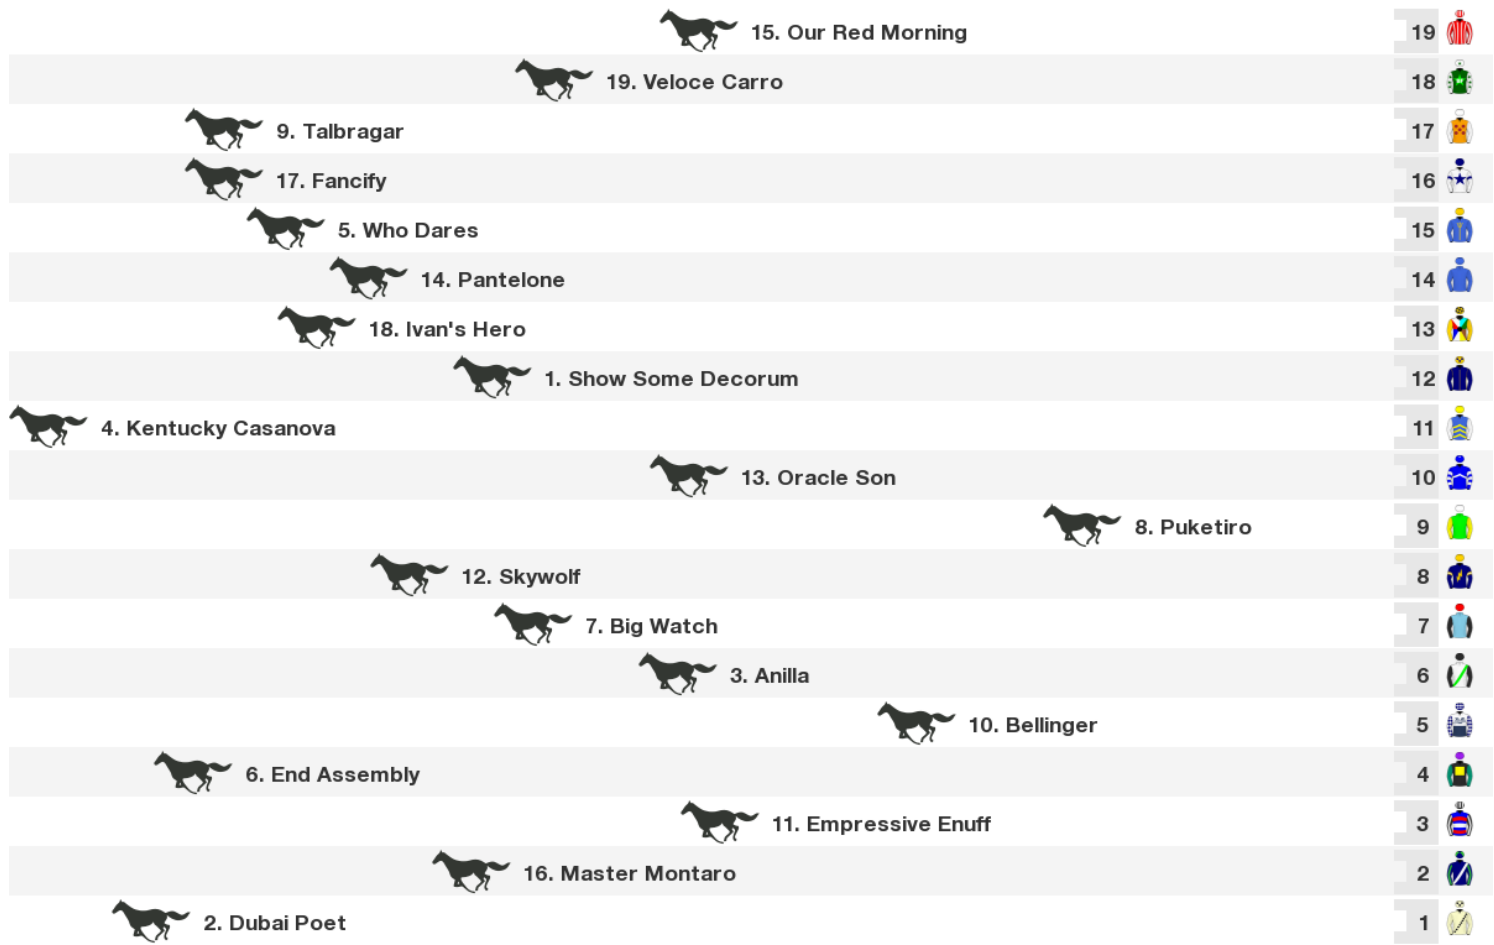 15. Our Red Morning 19
19. Veloce Carro 18
9. Talbragar 17
17. Fancify 16
5. Who Dares 15
14. Pantelone 14
18. Ivan's Hero 13
1. Show Some Decorum 12
4. Kentucky Casanova 11
13. Oracle Son 10
8. Puketiro 9
12. Skywolf 8
7. Big Watch 7
3. Anilla 6
10. Bellinger 5
6. End Assembly 4
11. Empressive Enuff 3
16. Master Montaro 2
2. Dubai Poet 1